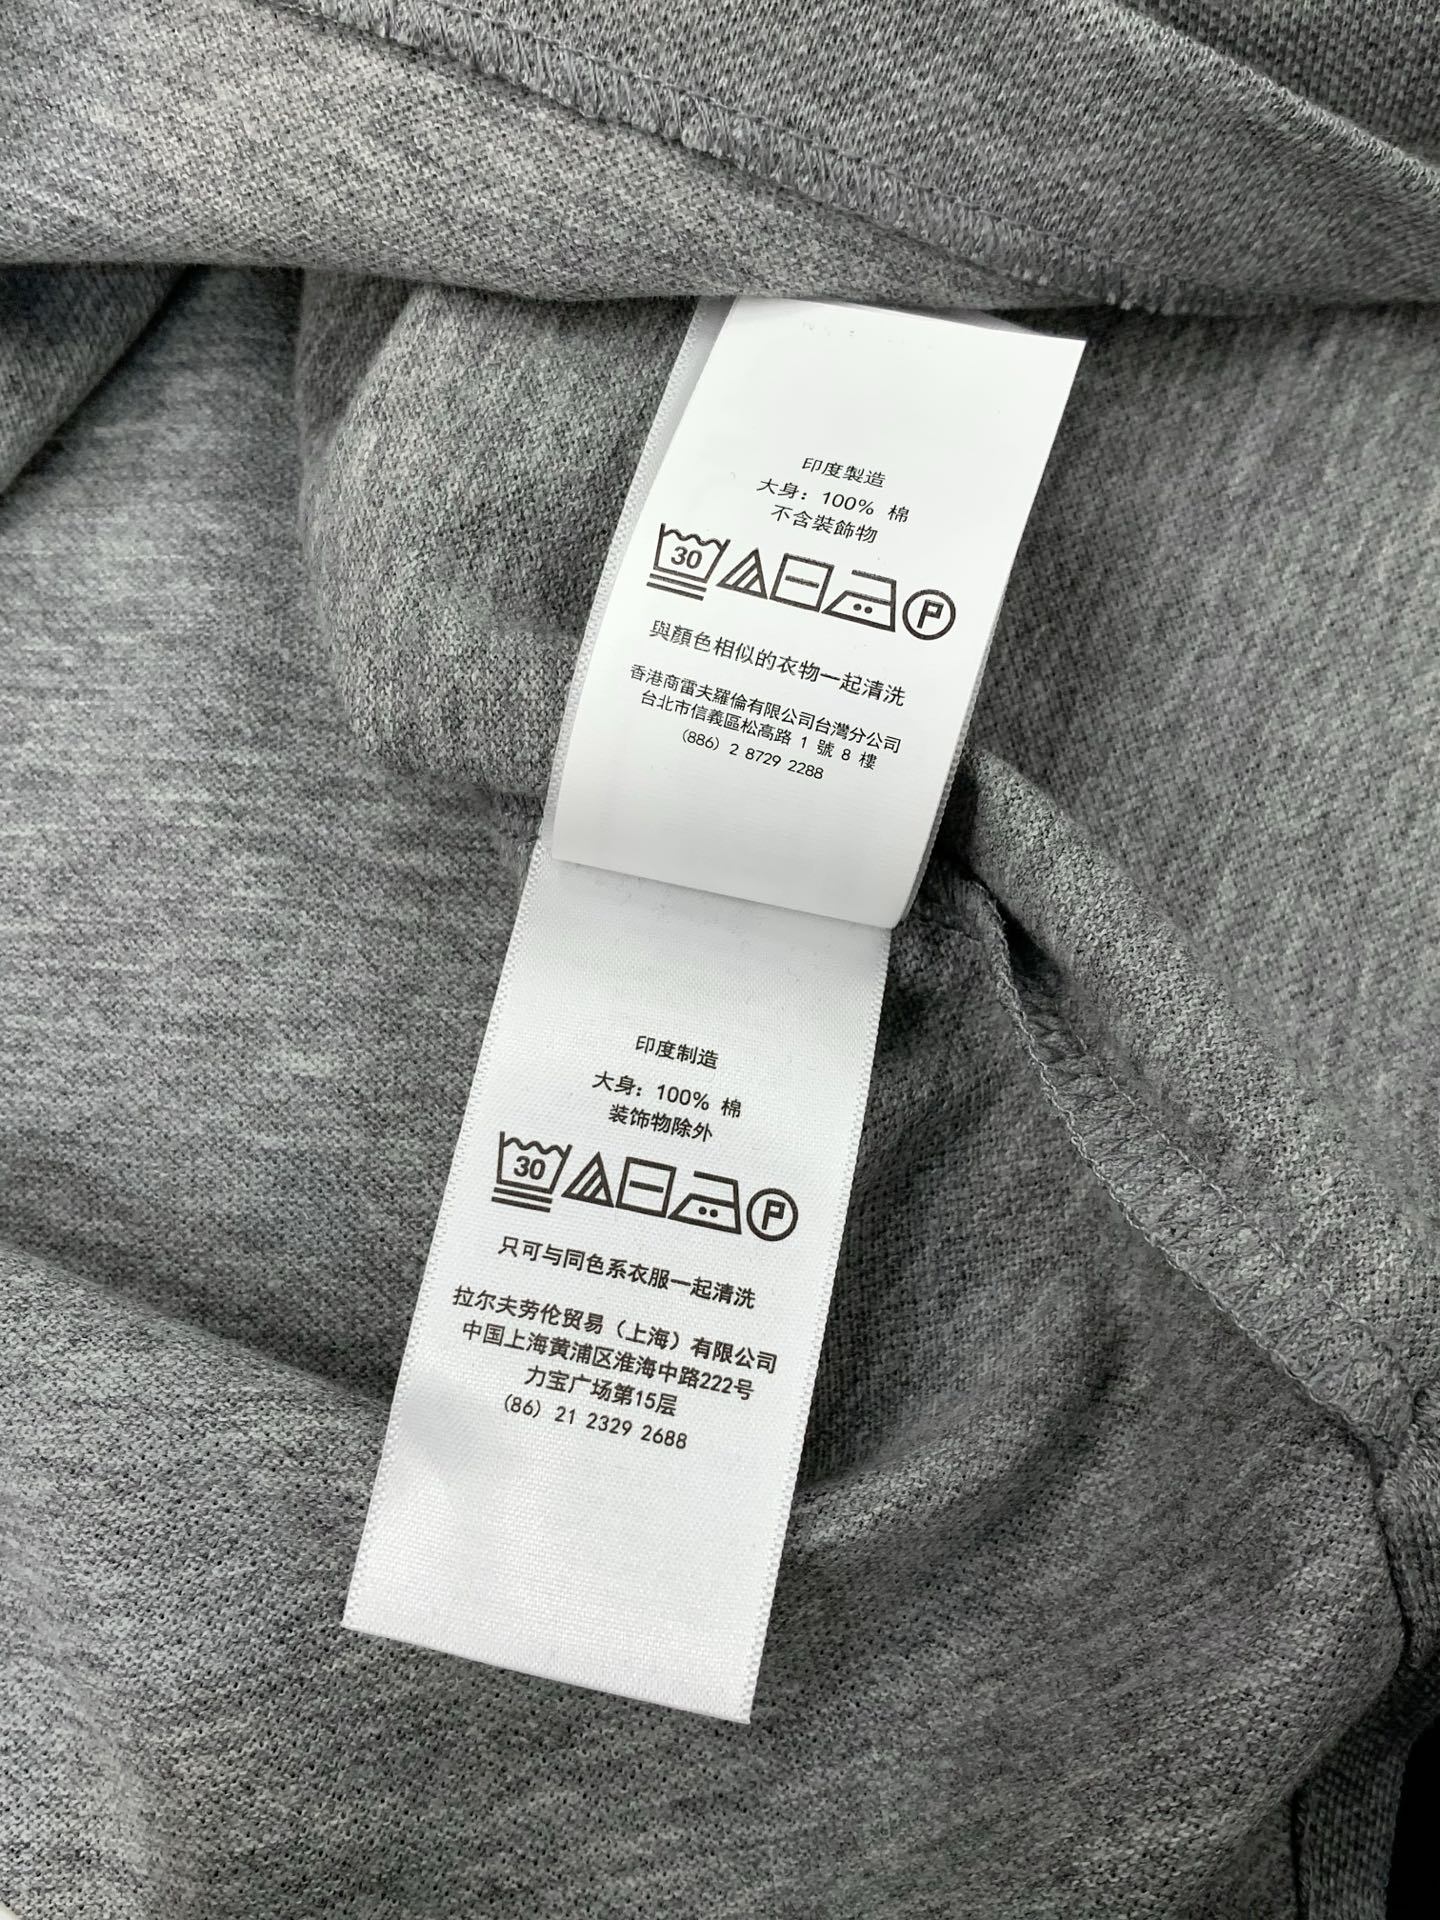 印度製造
大身: 100% 棉
不含裝飾物
30
P
與顏色相似的衣物一起清洗
香港商雷夫羅倫有限公司台灣分公司
台北市信義區松高路 1 號 8 樓
(886) 2 8729 2288
印度制造
大身: 100% 棉
装饰物除外
30
P
只可与同色系衣服一起清洗
拉尔夫劳伦贸易（上海）有限公司
中国上海黄浦区淮海中路222号
力宝广场第15层
(86) 21 2329 2688